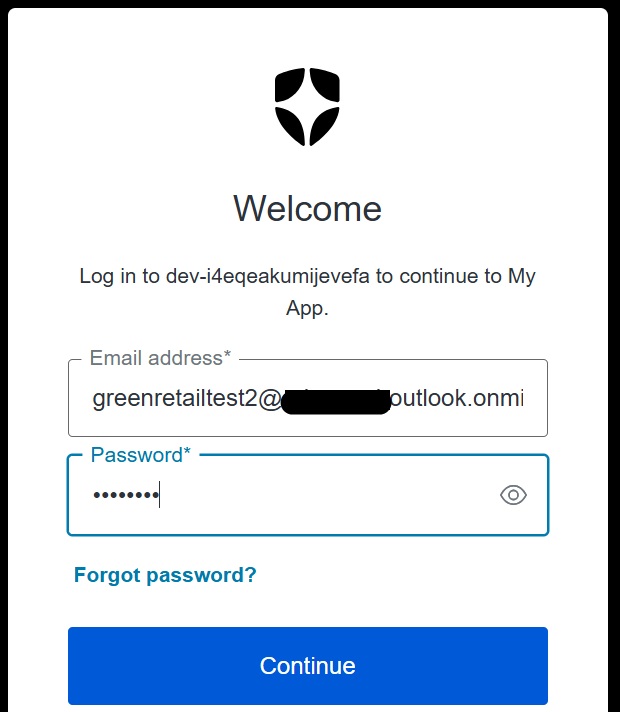 Welcome
Log in to dev-i4eqeakumijevefa to continue to My
App.
Email address*
greenretailtest2@ outlook.onmi
Password*
••••••••
Forgot password?
Continue